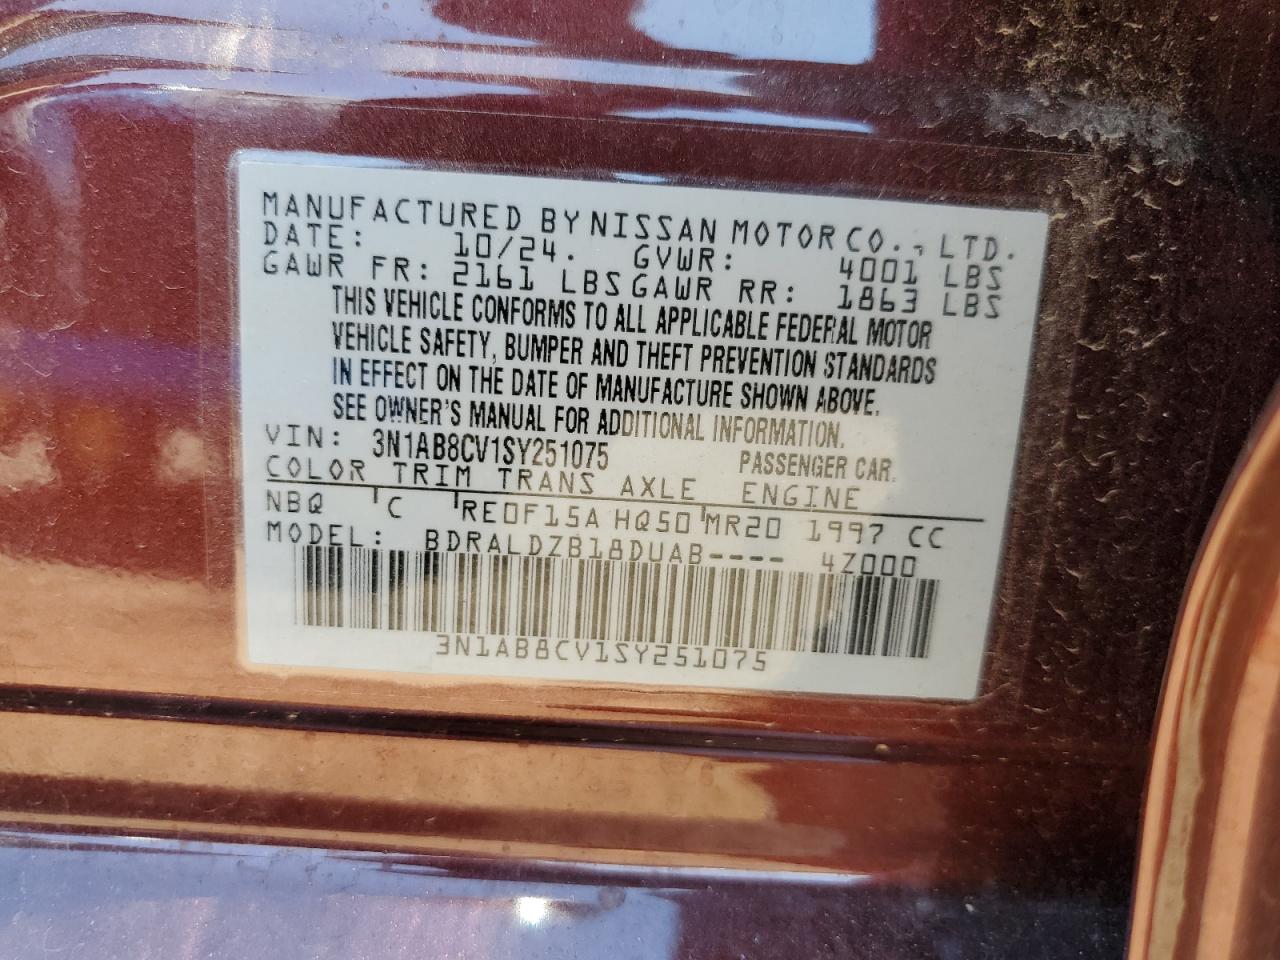 MANUFACTURED BY NISSAN MOTOR CO., LTD.
DATE: 10/24. GVWR: 4001 LBS
GAWR FR: 2161 LBS GAWR RR: 1863 LBS
THIS VEHICLE CONFORMS TO ALL APPLICABLE FEDERAL MOTOR
VEHICLE SAFETY, BUMPER AND THEFT PREVENTION STANDARDS
IN EFFECT ON THE DATE OF MANUFACTURE SHOWN ABOVE.
SEE OWNER'S MANUAL FOR ADDITIONAL INFORMATION.
VIN: 3N1AB8CV1SY251075 PASSENGER CAR.
COLOR TRIM TRANS AXLE ENGINE
NBQ C RE0F15A HQ50 MR20 1997 CC
MODEL: BDRALDZB18DUAB---- 4Z000
3N1AB8CV1SY251075